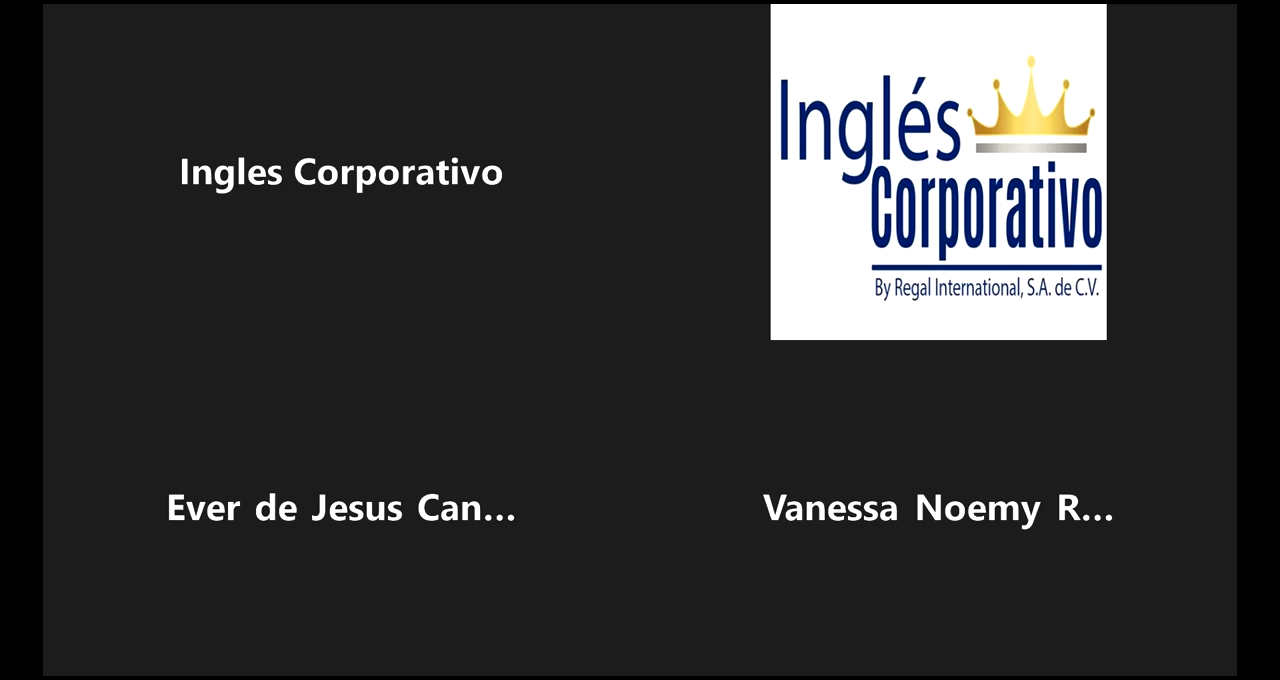 Ingles Corporativo
Inglés
Corporativo
By Regal International, S.A. de C.V.
Ever de Jesus Can...
Vanessa Noemy R...